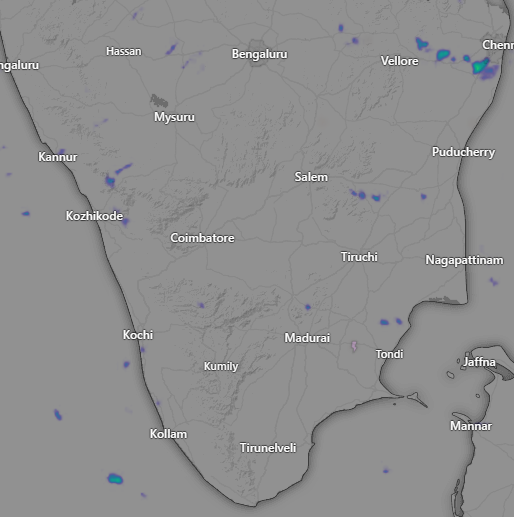 Hassan
Bengaluru
Chenn
ngaluru
Vellore
Mysuru
Kannur
Puducherry
Salem
Kozhikode
Coimbatore
Tiruchi
Nagapattinam
Kochi
Madurai
Tondi
Jaffna
Kumily
Mannar
Kollam
Tirunelveli